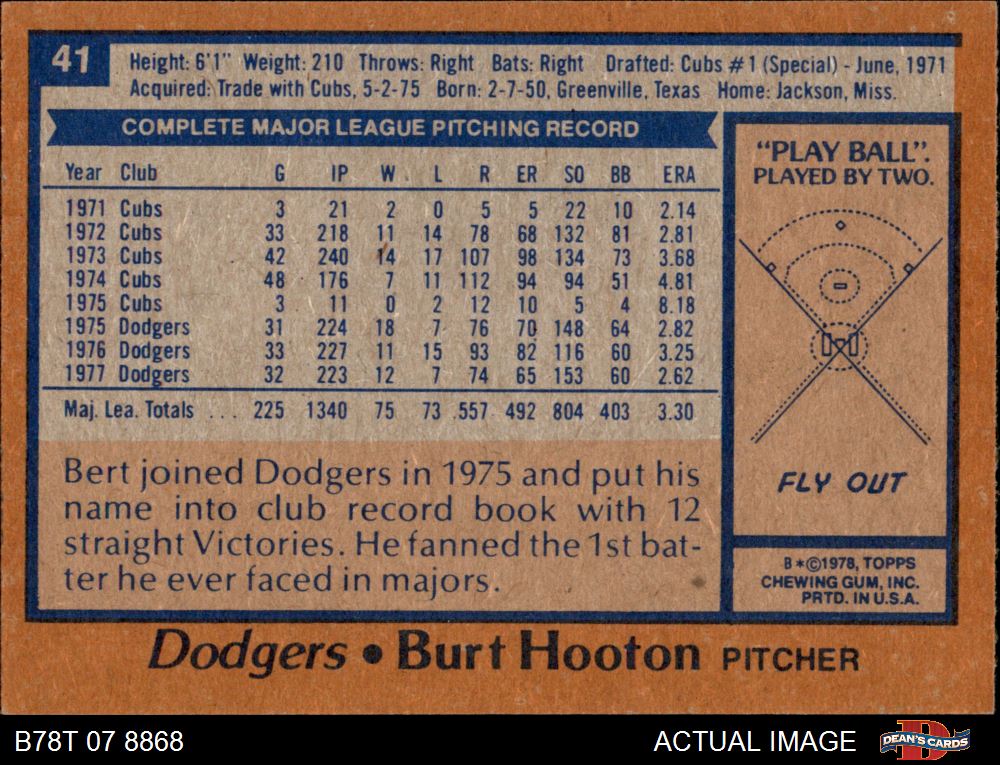 41
Height: 6'1" Weight: 210 Throws: Right Bats: Right Drafted: Cubs #1 (Special) - June, 1971
Acquired: Trade with Cubs, 5-2-75 Born: 2-7-50, Greenville, Texas Home: Jackson, Miss.
COMPLETE MAJOR LEAGUE PITCHING RECORD
Year Club G IP W L R ER SO BB ERA
1971 Cubs 3 21 2 0 5 5 22 10 2.14
1972 Cubs 33 218 11 14 78 68 132 81 2.81
1973 Cubs 42 240 14 17 107 98 134 73 3.68
1974 Cubs 48 176 7 11 112 94 94 51 4.81
1975 Cubs 3 11 0 2 12 10 5 4 8.18
1975 Dodgers 31 224 18 7 76 70 148 64 2.82
1976 Dodgers 33 227 11 15 93 82 116 60 3.25
1977 Dodgers 32 223 12 7 74 65 153 60 2.62
Maj. Lea. Totals ... 225 1340 75 73 557 492 804 403 3.30
Bert joined Dodgers in 1975 and put his
name into club record book with 12
straight Victories. He fanned the 1st bat-
ter he ever faced in majors.
"PLAY BALL".
PLAYED BY TWO.
FLY OUT
B*©1978, TOPPS
CHEWING GUM, INC.
PRTD. IN U.S.A.
Dodgers • Burt Hooton PITCHER
B78T 07 8868
ACTUAL IMAGE
DEAN'S CARDS